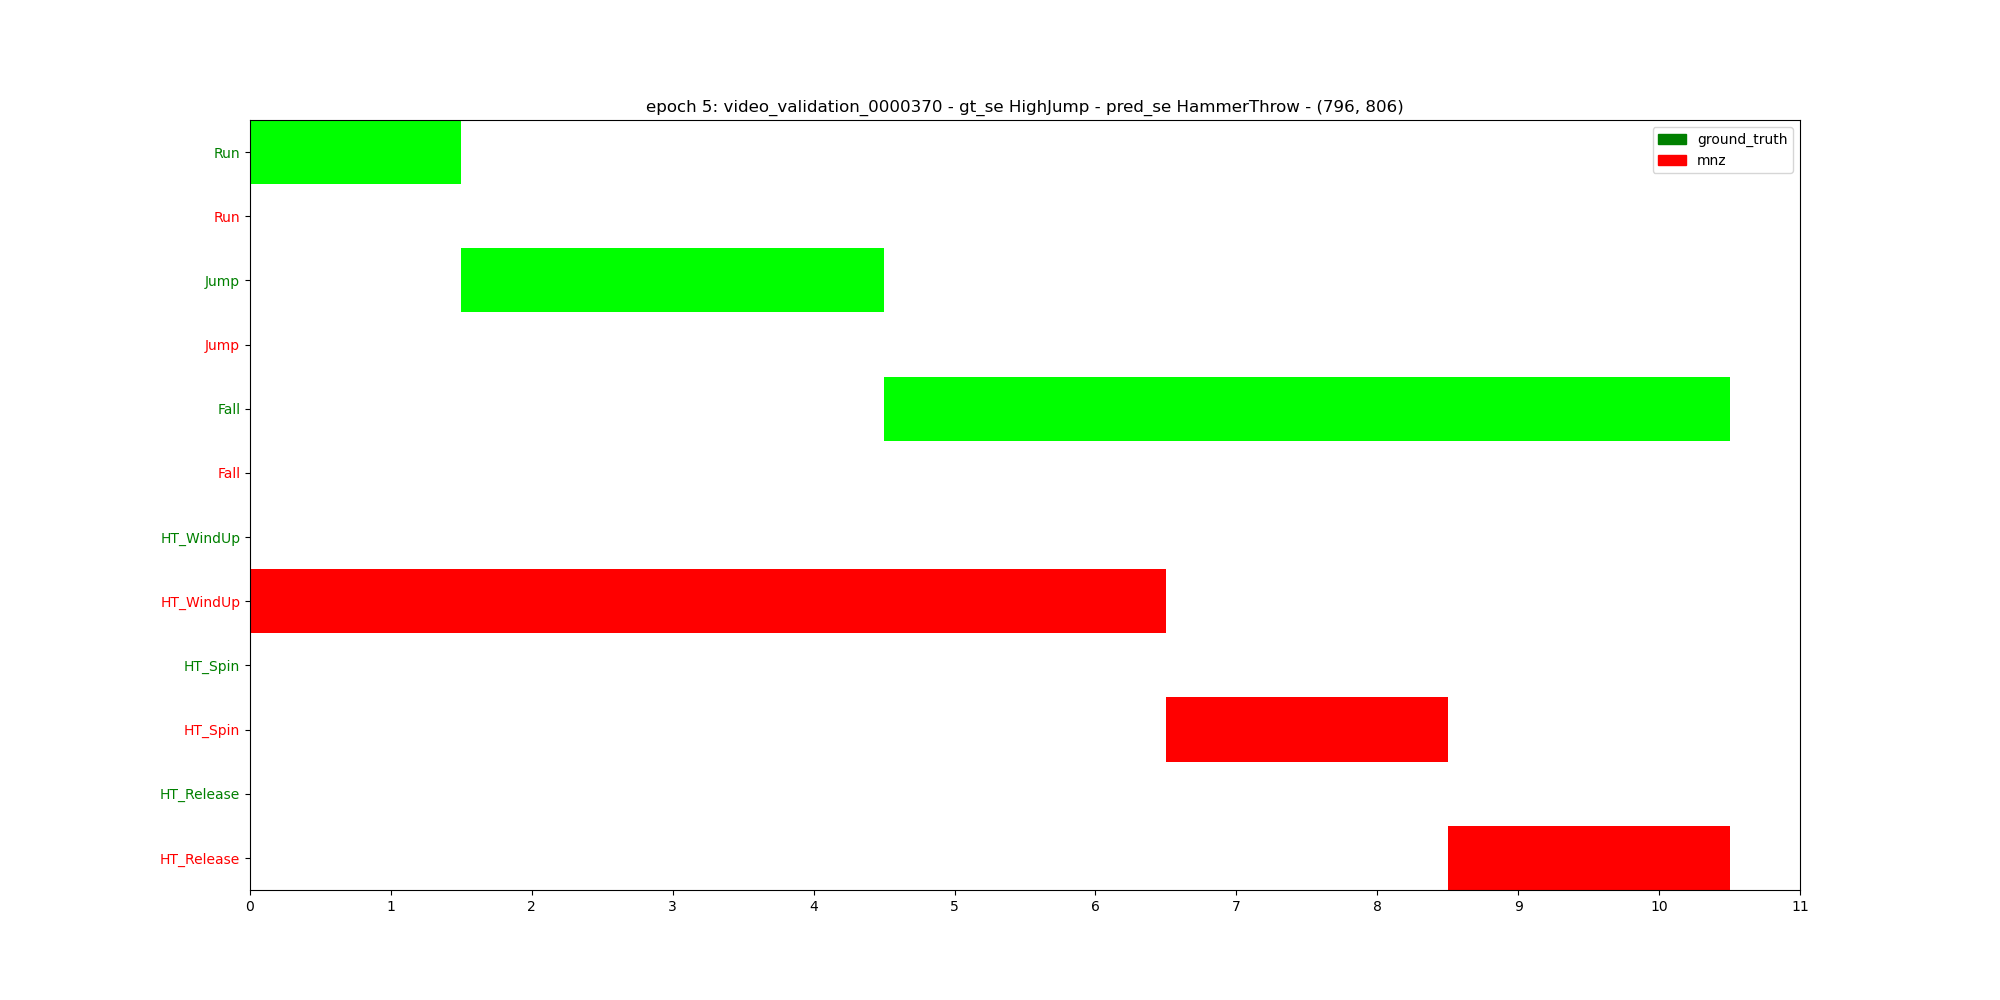 epoch 5: video_validation_0000370 - gt_se HighJump - pred_se HammerThrow - (796, 806)
ground_truth
mnz
Run
Run
Jump
Jump
Fall
Fall
HT_WindUp
HT_WindUp
HT_Spin
HT_Spin
HT_Release
HT_Release
0 1 2 3 4 5 6 7 8 9 10 11